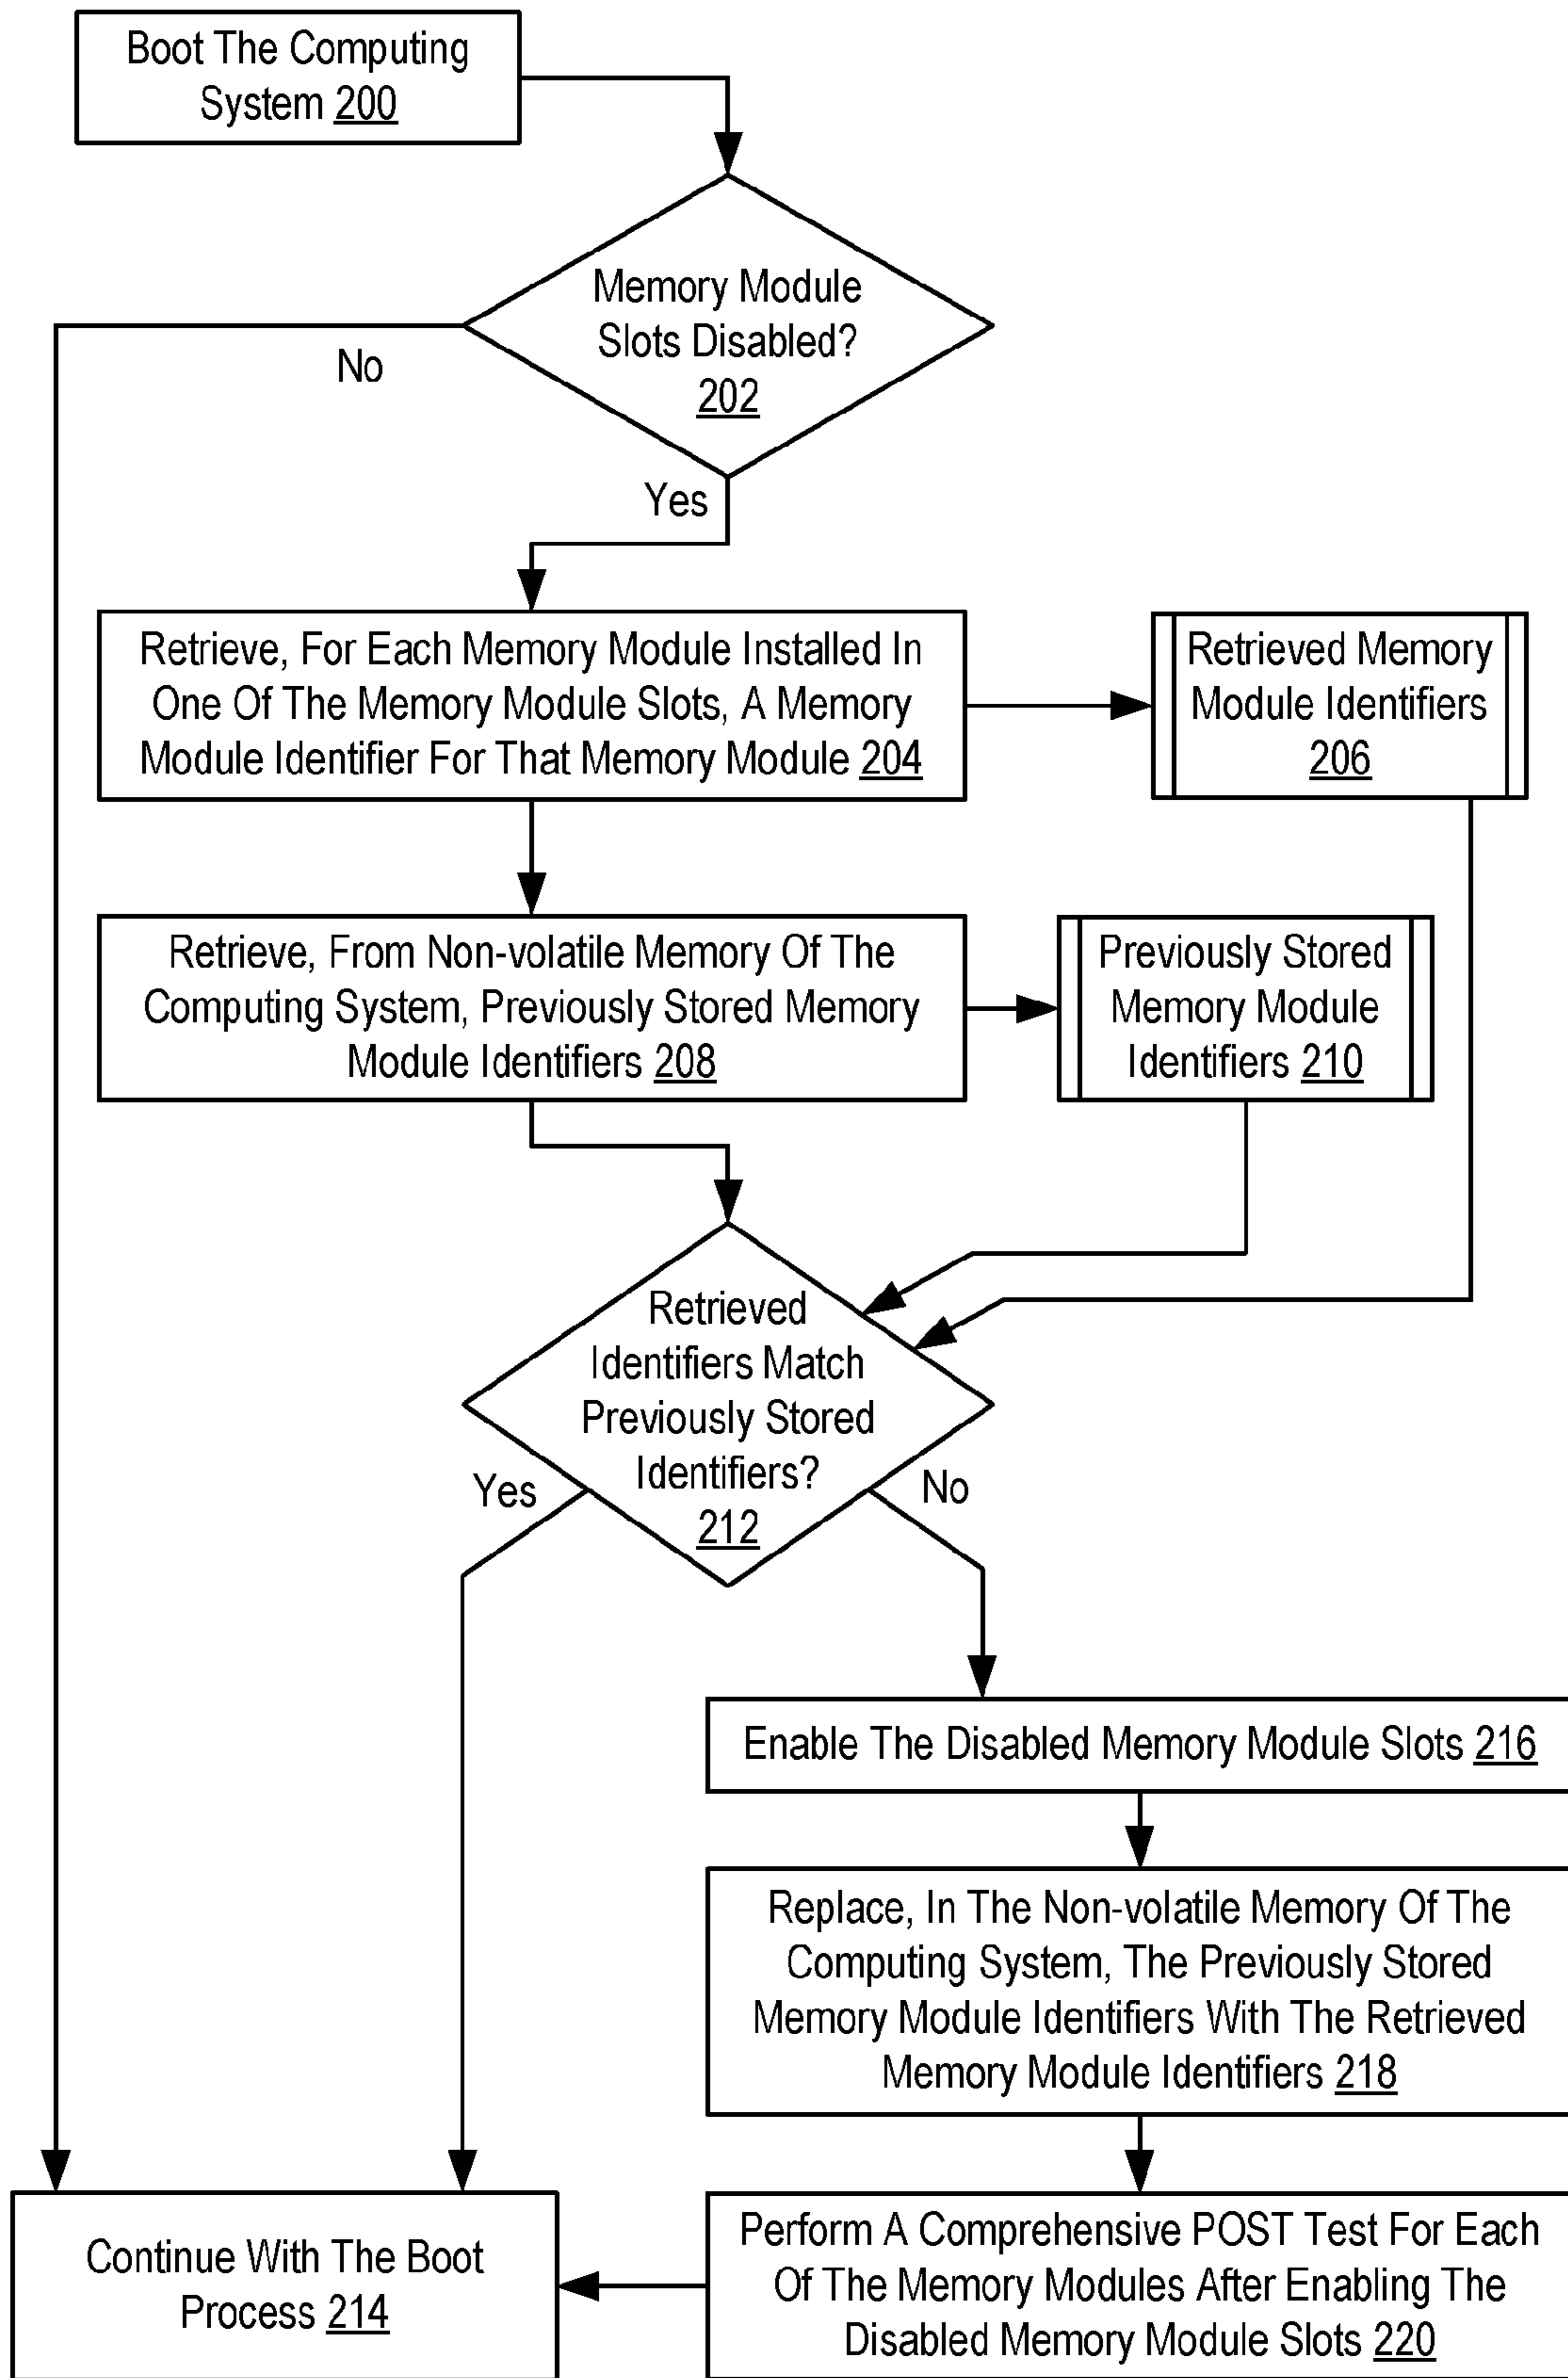 Boot The Computing
System 200
Memory Module
Slots Disabled?
202
No
Yes
Retrieve, For Each Memory Module Installed In
One Of The Memory Module Slots, A Memory
Module Identifier For That Memory Module 204
Retrieved Memory
Module Identifiers
206
Retrieve, From Non-volatile Memory Of The
Computing System, Previously Stored Memory
Module Identifiers 208
Previously Stored
Memory Module
Identifiers 210
Retrieved
Identifiers Match
Previously Stored
Identifiers?
212
Yes
No
Enable The Disabled Memory Module Slots 216
Replace, In The Non-volatile Memory Of The
Computing System, The Previously Stored
Memory Module Identifiers With The Retrieved
Memory Module Identifiers 218
Continue With The Boot
Process 214
Perform A Comprehensive POST Test For Each
Of The Memory Modules After Enabling The
Disabled Memory Module Slots 220